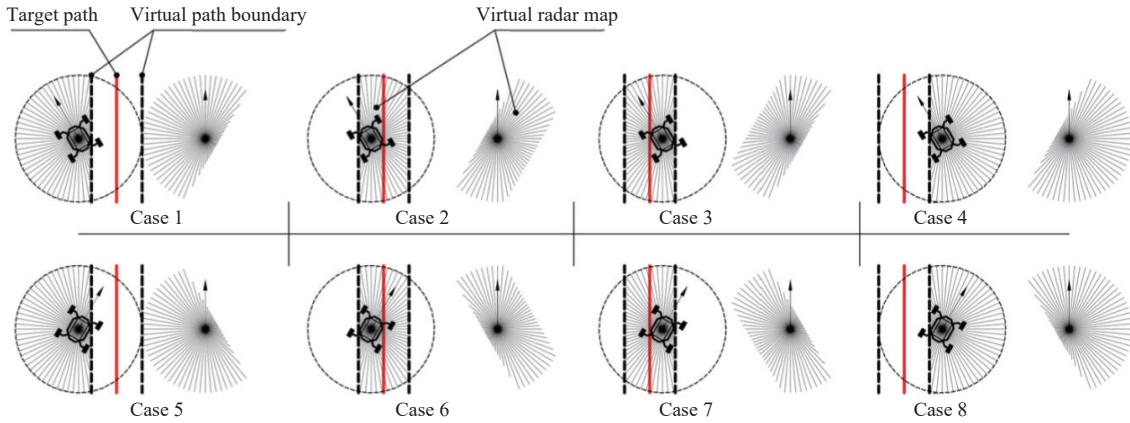 Target path
Virtual path boundary
Virtual radar map
Case 1
Case 2
Case 3
Case 4
Case 5
Case 6
Case 7
Case 8